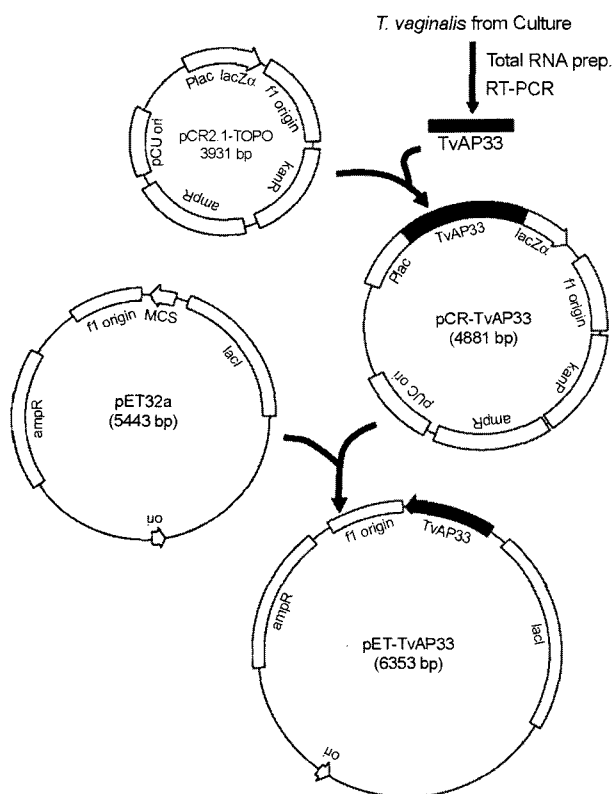 T. vaginalis from Culture
Total RNA prep.
RT-PCR
TvAP33
Plac lacZα
f1 origin
pCU ori
pCR2.1-TOPO
3931 bp
ampR
kanR
TvAP33
Plac
lacZα
f1 origin
pCR-TvAP33
(4881 bp)
kanP
pUC ori
ampR
f1 origin
MCS
lacI
ampR
pET32a
(5443 bp)
ori
f1 origin
TvAP33
ampR
lacI
pET-TvAP33
(6353 bp)
ori